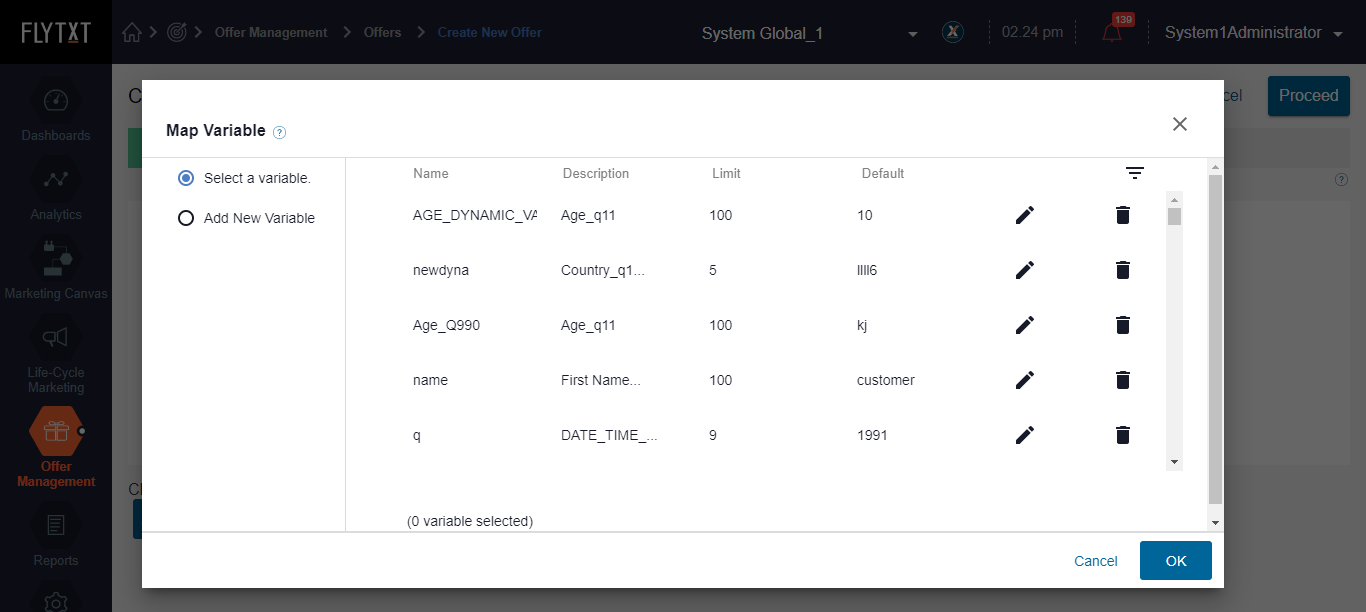 FLYTXT
Offer Management
Offers
Create New Offer
System Global_1
02.24 pm
139
System1Administrator
Proceed
Map Variable ?
?
Dashboards
Analytics
Marketing Canvas
Life-Cycle
Marketing
Offer
Management
Reports
Select a variable.
Add New Variable
Name Description Limit Default
AGE_DYNAMIC_VA Age_q11 100 10
newdyna Country_q1... 5 llll6
Age_Q990 Age_q11 100 kj
name First Name... 100 customer
q DATE_TIME_... 9 1991
(0 variable selected)
Cancel OK